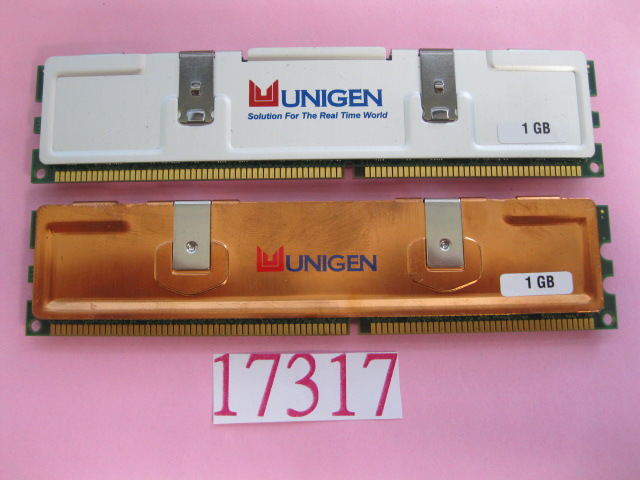 UNIGEN
Solution For The Real Time World
1 GB
UNIGEN
1 GB
17317